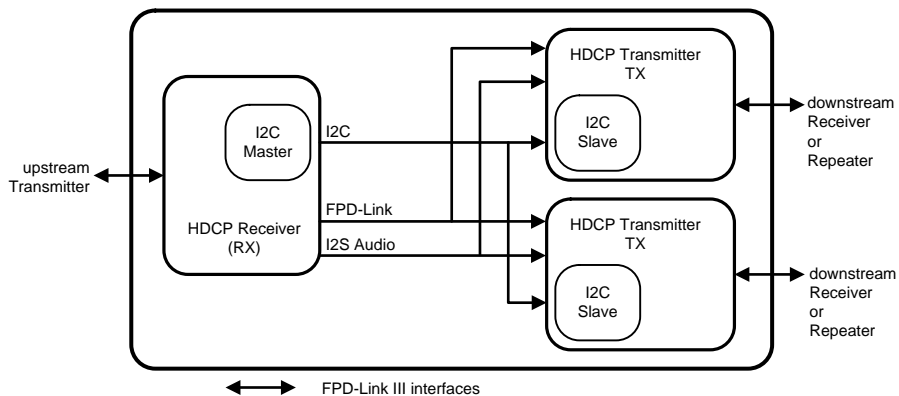 HDCP Transmitter
TX
I2C
Slave
downstream
Receiver
or
Repeater
I2C
Master
I2C
upstream
Transmitter
HDCP Receiver
(RX)
FPD-Link
I2S Audio
HDCP Transmitter
TX
I2C
Slave
downstream
Receiver
or
Repeater
FPD-Link III interfaces